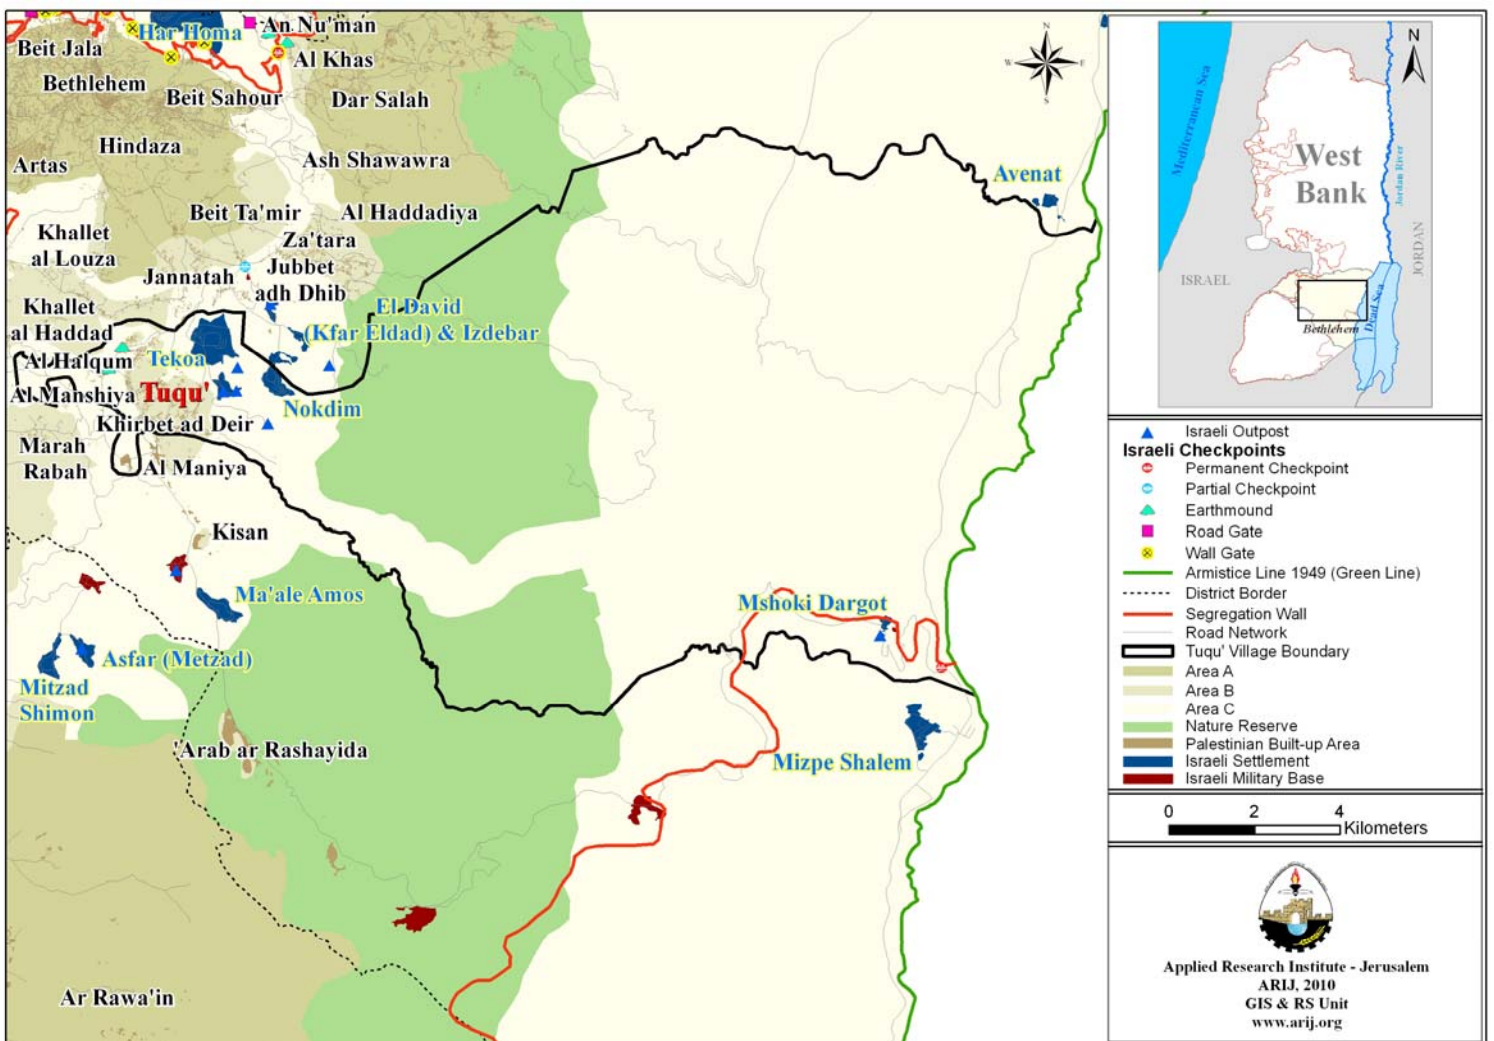 Har Homa
An Nu'man
Beit Jala
Al Khas
Bethlehem
Beit Sahour
Dar Salah
Hindaza
Artas
Ash Shawawra
Avenat
Beit Ta'mir
Al Haddadiya
Khallet
al Louza
Za'tara
Jannatah
Jubbet
adh Dhib
Khallet
al Haddad
El David
(Kfar Eldad) & Izdebar
Al Halqum
Tekoa
Al Manshiya
Tuqu'
Nokdim
Khirbet ad Deir
Marah
Rabah
Al Maniya
Kisan
Ma'ale Amos
Mshoki Dargot
Asfar (Metzad)
Mitzad
Shimon
'Arab ar Rashayida
Mizpe Shalem
Ar Rawa'in
N
W
E
S
N
Mediterranean Sea
West
Bank
Jordan River
JORDAN
ISRAEL
Dead Sea
Bethlehem
Israeli Outpost
Israeli Checkpoints
Permanent Checkpoint
Partial Checkpoint
Earthmound
Road Gate
Wall Gate
Armistice Line 1949 (Green Line)
District Border
Segregation Wall
Road Network
Tuqu' Village Boundary
Area A
Area B
Area C
Nature Reserve
Palestinian Built-up Area
Israeli Settlement
Israeli Military Base
0 2 4
Kilometers
Applied Research Institute - Jerusalem
ARIJ, 2010
GIS & RS Unit
www.arij.org